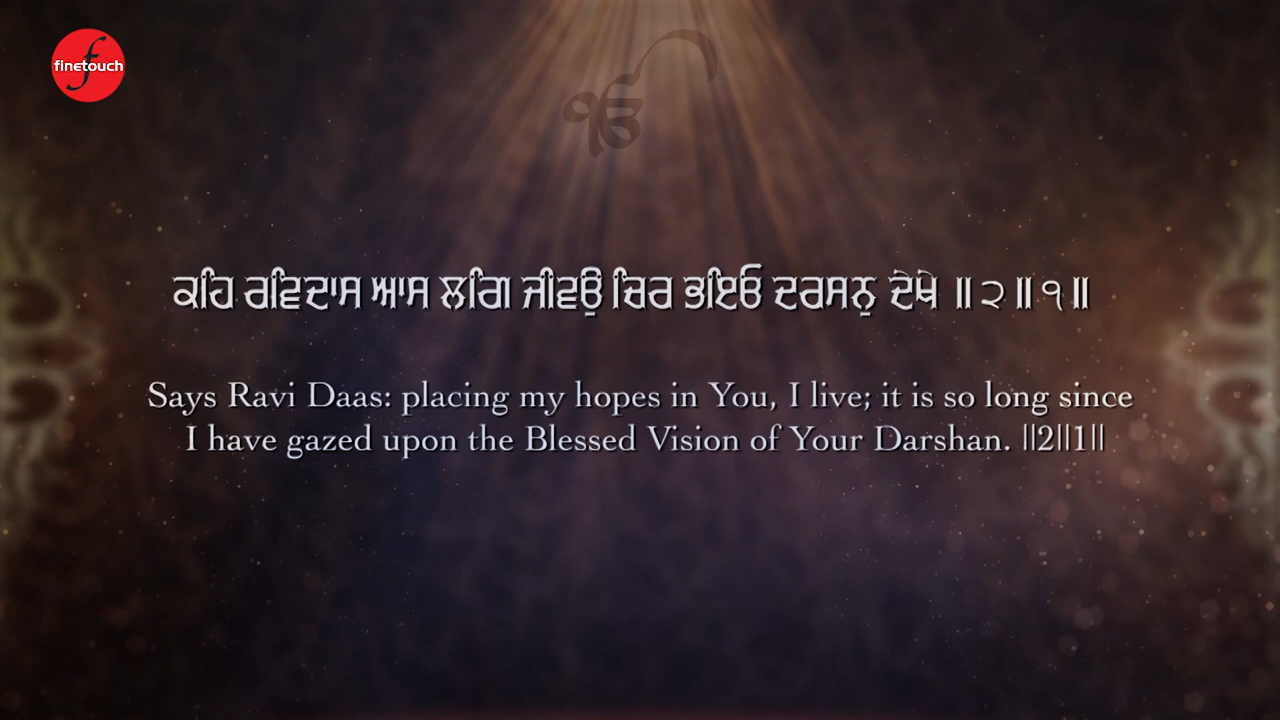 finetouch
ੴ
ਕਹਿ ਰਵਿਦਾਸ ਆਸ ਲਗਿ ਜੀਵਉ ਚਿਰ ਭਇਓ ਦਰਸਨੁ ਦੇਖੇ ॥੨॥੧॥
Says Ravi Daas: placing my hopes in You, I live; it is so long since
I have gazed upon the Blessed Vision of Your Darshan. ||2||1||